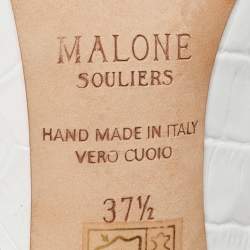 MALONE
SOULIERS
HAND MADE IN ITALY
VERO CUOIO
37½